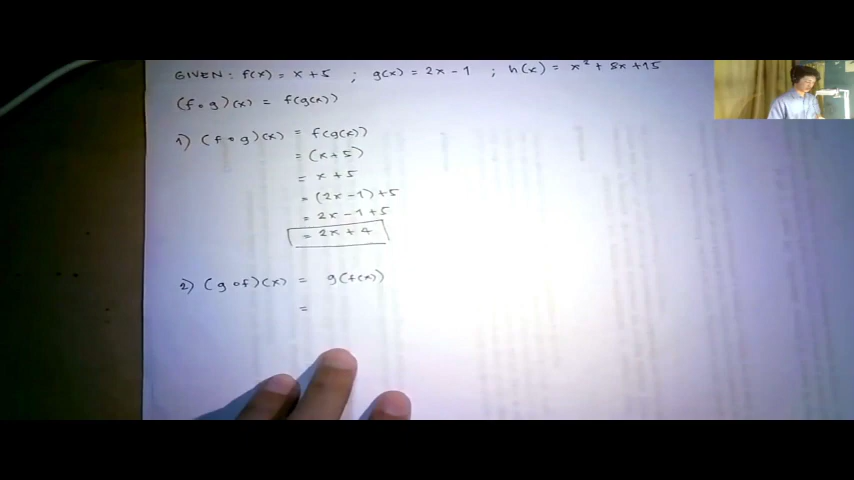 GIVEN: f(x) = x + 5 ; g(x) = 2x - 1 ; h(x) = x² + 8x + 15
(f ∘ g)(x) = f(g(x))
1) (f ∘ g)(x) = f(g(x))
= (x + 5)
= x + 5
= (2x - 1) + 5
= 2x - 1 + 5
= 2x + 4
2) (g ∘ f)(x) = g(f(x))
=